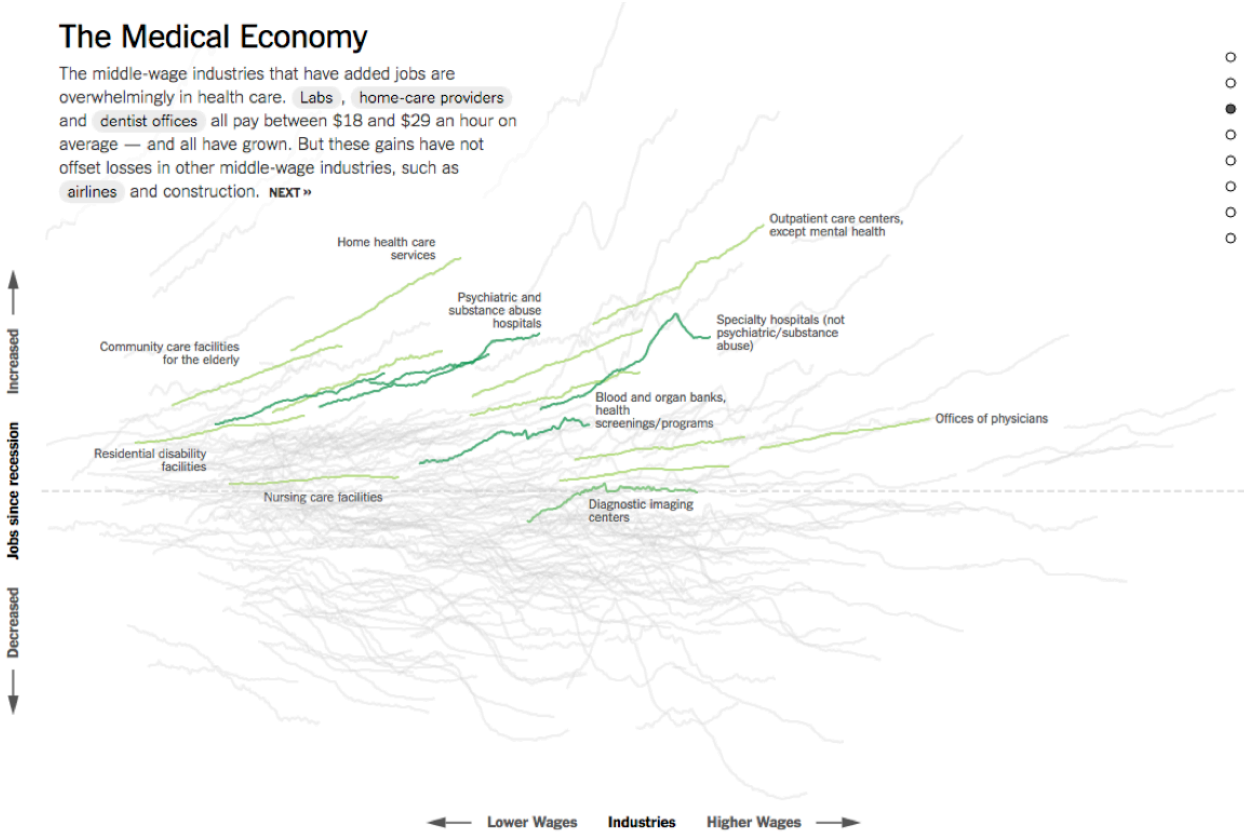 The Medical Economy
The middle-wage industries that have added jobs are
overwhelmingly in health care. Labs , home-care providers
and dentist offices all pay between $18 and $29 an hour on
average — and all have grown. But these gains have not
offset losses in other middle-wage industries, such as
airlines and construction. NEXT »
Outpatient care centers,
except mental health
Home health care
services
Psychiatric and
substance abuse
hospitals
Specialty hospitals (not
psychiatric/substance
abuse)
Community care facilities
for the elderly
Blood and organ banks,
health
screenings/programs
Offices of physicians
Residential disability
facilities
Nursing care facilities
Diagnostic imaging
centers
Increased
Jobs since recession
Decreased
Lower Wages Industries Higher Wages